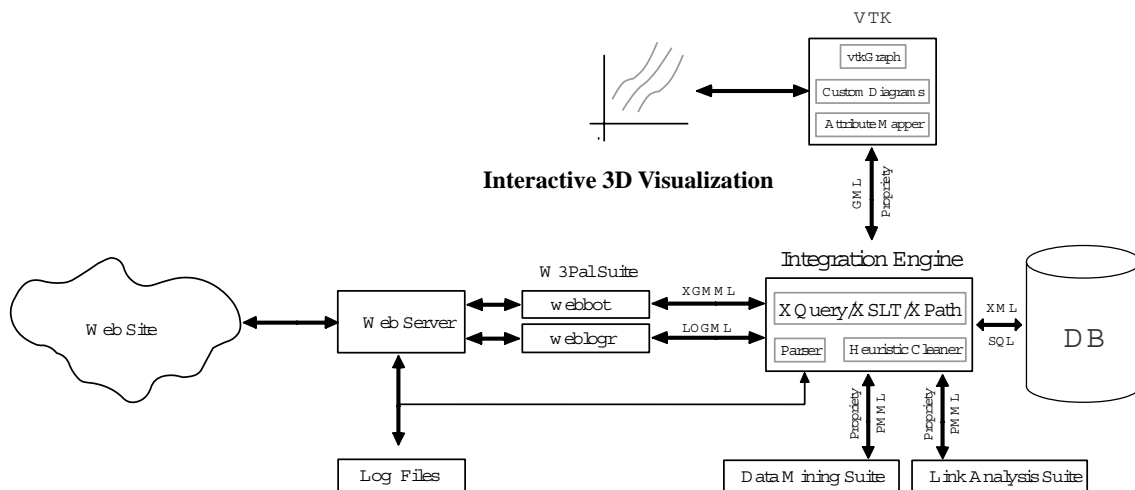 VTK
vtkGraph
Custom Diagrams
Attribute Mapper
Interactive 3D Visualization
GML
Propriety
Integration Engine
W3Pal Suite
Web Site
Web Server
webbot
weblogr
XGMML
LOGML
XQuery/XSLT/XPath
Parser
Heuristic Cleaner
XML
SQL
DB
Propriety
PMML
Propriety
PMML
Log Files
Data Mining Suite
Link Analysis Suite